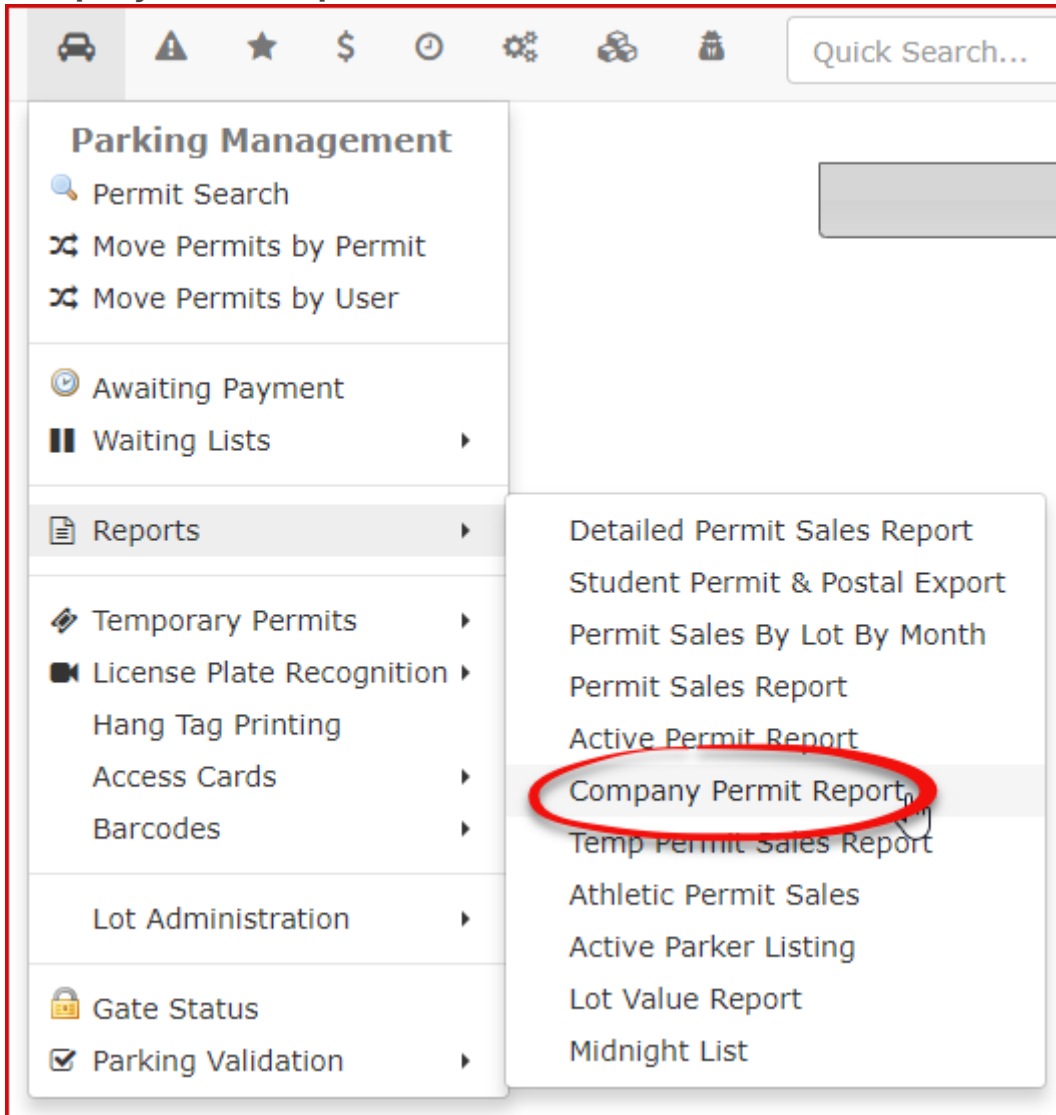 Quick Search...
Parking Management
Permit Search
Move Permits by Permit
Move Permits by User
Awaiting Payment
Waiting Lists
Reports
Temporary Permits
License Plate Recognition
Hang Tag Printing
Access Cards
Barcodes
Lot Administration
Gate Status
Parking Validation
Detailed Permit Sales Report
Student Permit & Postal Export
Permit Sales By Lot By Month
Permit Sales Report
Active Permit Report
Company Permit Report
Temp Permit Sales Report
Athletic Permit Sales
Active Parker Listing
Lot Value Report
Midnight List